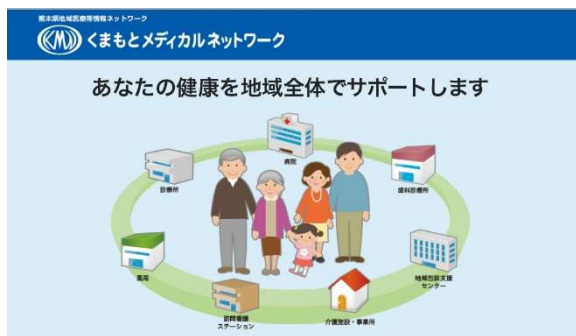 熊本県地域医療等情報ネットワーク
KMN くまもとメディカルネットワーク
あなたの健康を地域全体でサポートします
病院
診療所
歯科診療所
薬局
地域包括支援
センター
訪問看護
ステーション
介護施設・事業所